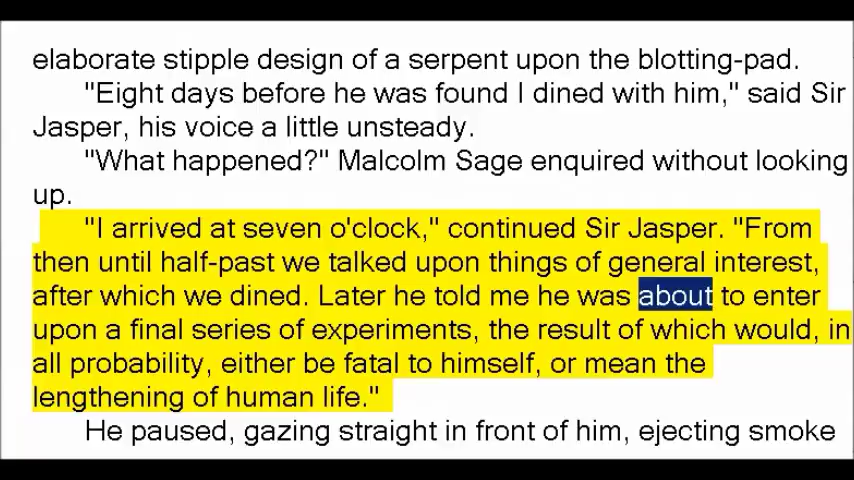 elaborate stipple design of a serpent upon the blotting-pad.
"Eight days before he was found I dined with him," said Sir
Jasper, his voice a little unsteady.
"What happened?" Malcolm Sage enquired without looking
up.
"I arrived at seven o'clock," continued Sir Jasper. "From
then until half-past we talked upon things of general interest,
after which we dined. Later he told me he was about to enter
upon a final series of experiments, the result of which would, in
all probability, either be fatal to himself, or mean the
lengthening of human life."
He paused, gazing straight in front of him, ejecting smoke